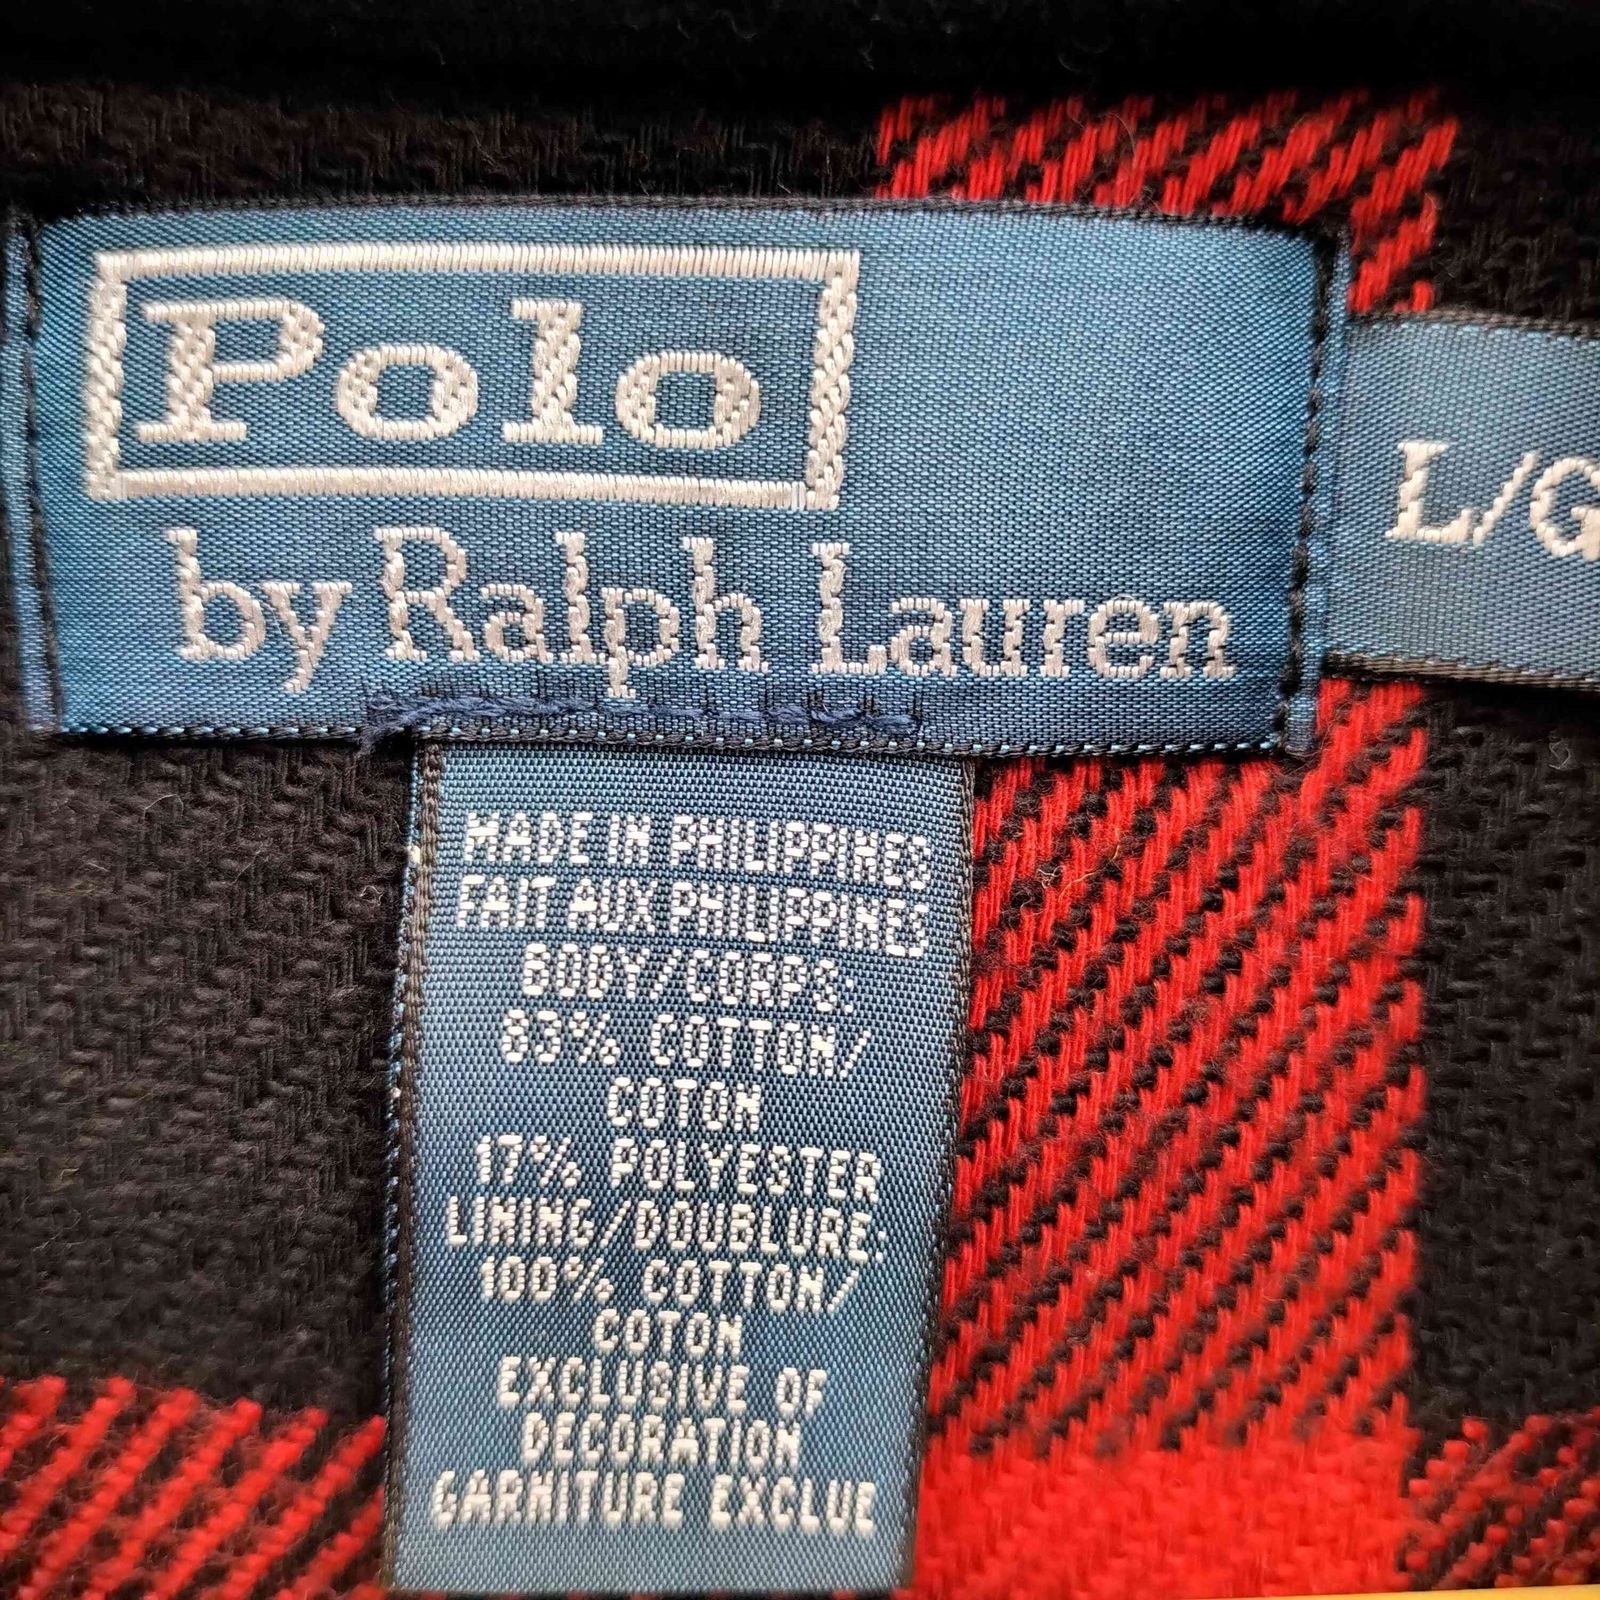 Polo
by Ralph Lauren
L/G
MADE IN PHILIPPINES
FAIT AUX PHILIPPINES
BODY/CORPS:
83% COTTON/
COTON
17% POLYESTER
LINING/DOUBLURE:
100% COTTON/
COTON
EXCLUSIVE OF
DECORATION
GARNITURE EXCLUE